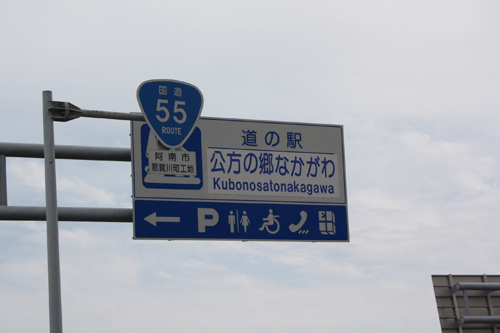 国道
55
ROUTE
阿南市
那賀川町工地
道の駅
公方の郷なかがわ
Kubonosatonakagawa
P